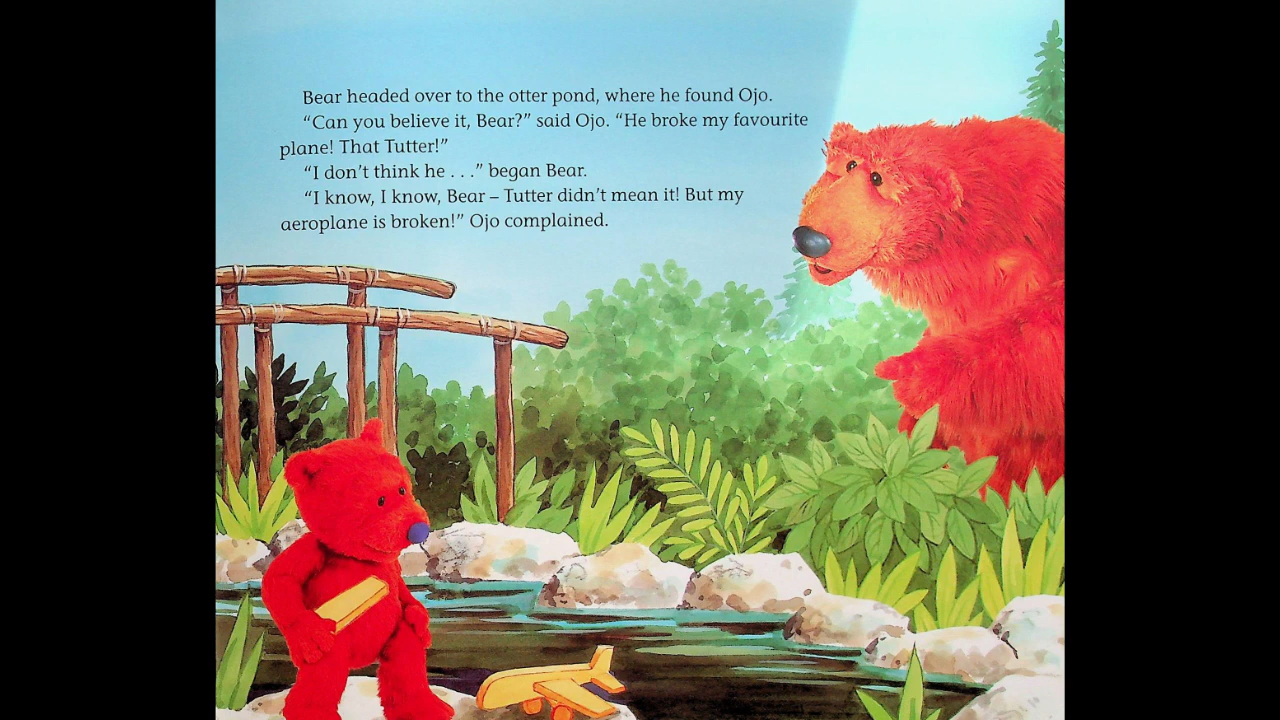 Bear headed over to the otter pond, where he found Ojo.
“Can you believe it, Bear?” said Ojo. “He broke my favourite
plane! That Tutter!”
“I don’t think he . . .” began Bear.
“I know, I know, Bear – Tutter didn’t mean it! But my
aeroplane is broken!” Ojo complained.